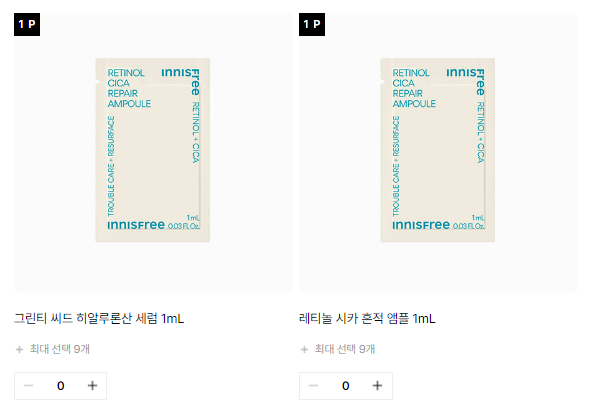 1 P
RETINOL
CICA
REPAIR
AMPOULE
innisfree
RETINOL + CICA
TROUBLE CARE + RESURFACE
1mL
innisfree 0.03 FL.Oz.
그린티 씨드 히알루론산 세럼 1mL
+ 최대 선택 9개
− 0 +
1 P
RETINOL
CICA
REPAIR
AMPOULE
innisfree
RETINOL + CICA
TROUBLE CARE + RESURFACE
1mL
innisfree 0.03 FL.Oz.
레티놀 시카 흔적 앰플 1mL
+ 최대 선택 9개
− 0 +